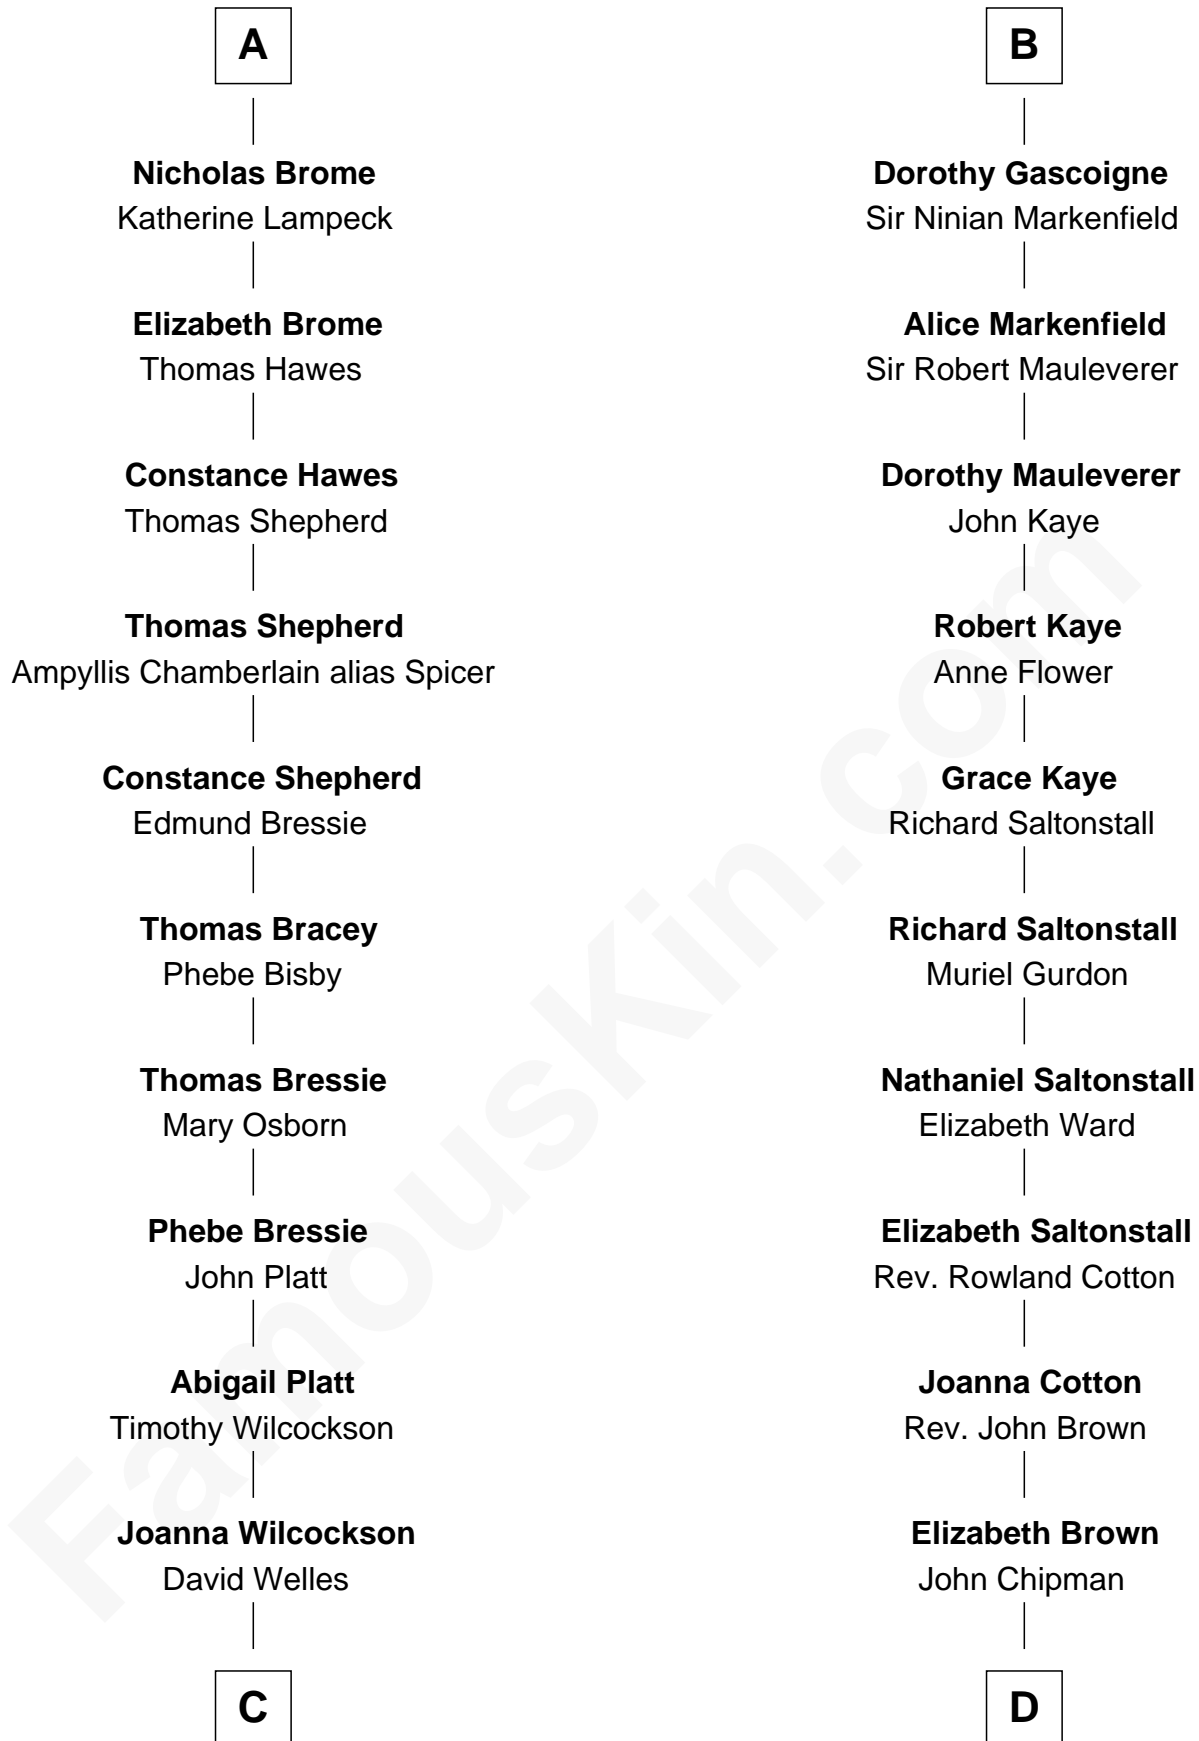 A
Nicholas Brome
Katherine Lampeck
Elizabeth Brome
Thomas Hawes
Constance Hawes
Thomas Shepherd
Thomas Shepherd
Ampyllis Chamberlain alias Spicer
Constance Shepherd
Edmund Bressie
Thomas Bracey
Phebe Bisby
Thomas Bressie
Mary Osborn
Phebe Bressie
John Platt
Abigail Platt
Timothy Wilcockson
Joanna Wilcockson
David Welles
C
B
Dorothy Gascoigne
Sir Ninian Markenfield
Alice Markenfield
Sir Robert Mauleverer
Dorothy Mauleverer
John Kaye
Robert Kaye
Anne Flower
Grace Kaye
Richard Saltonstall
Richard Saltonstall
Muriel Gurdon
Nathaniel Saltonstall
Elizabeth Ward
Elizabeth Saltonstall
Rev. Rowland Cotton
Joanna Cotton
Rev. John Brown
Elizabeth Brown
John Chipman
D
FamousKin.com